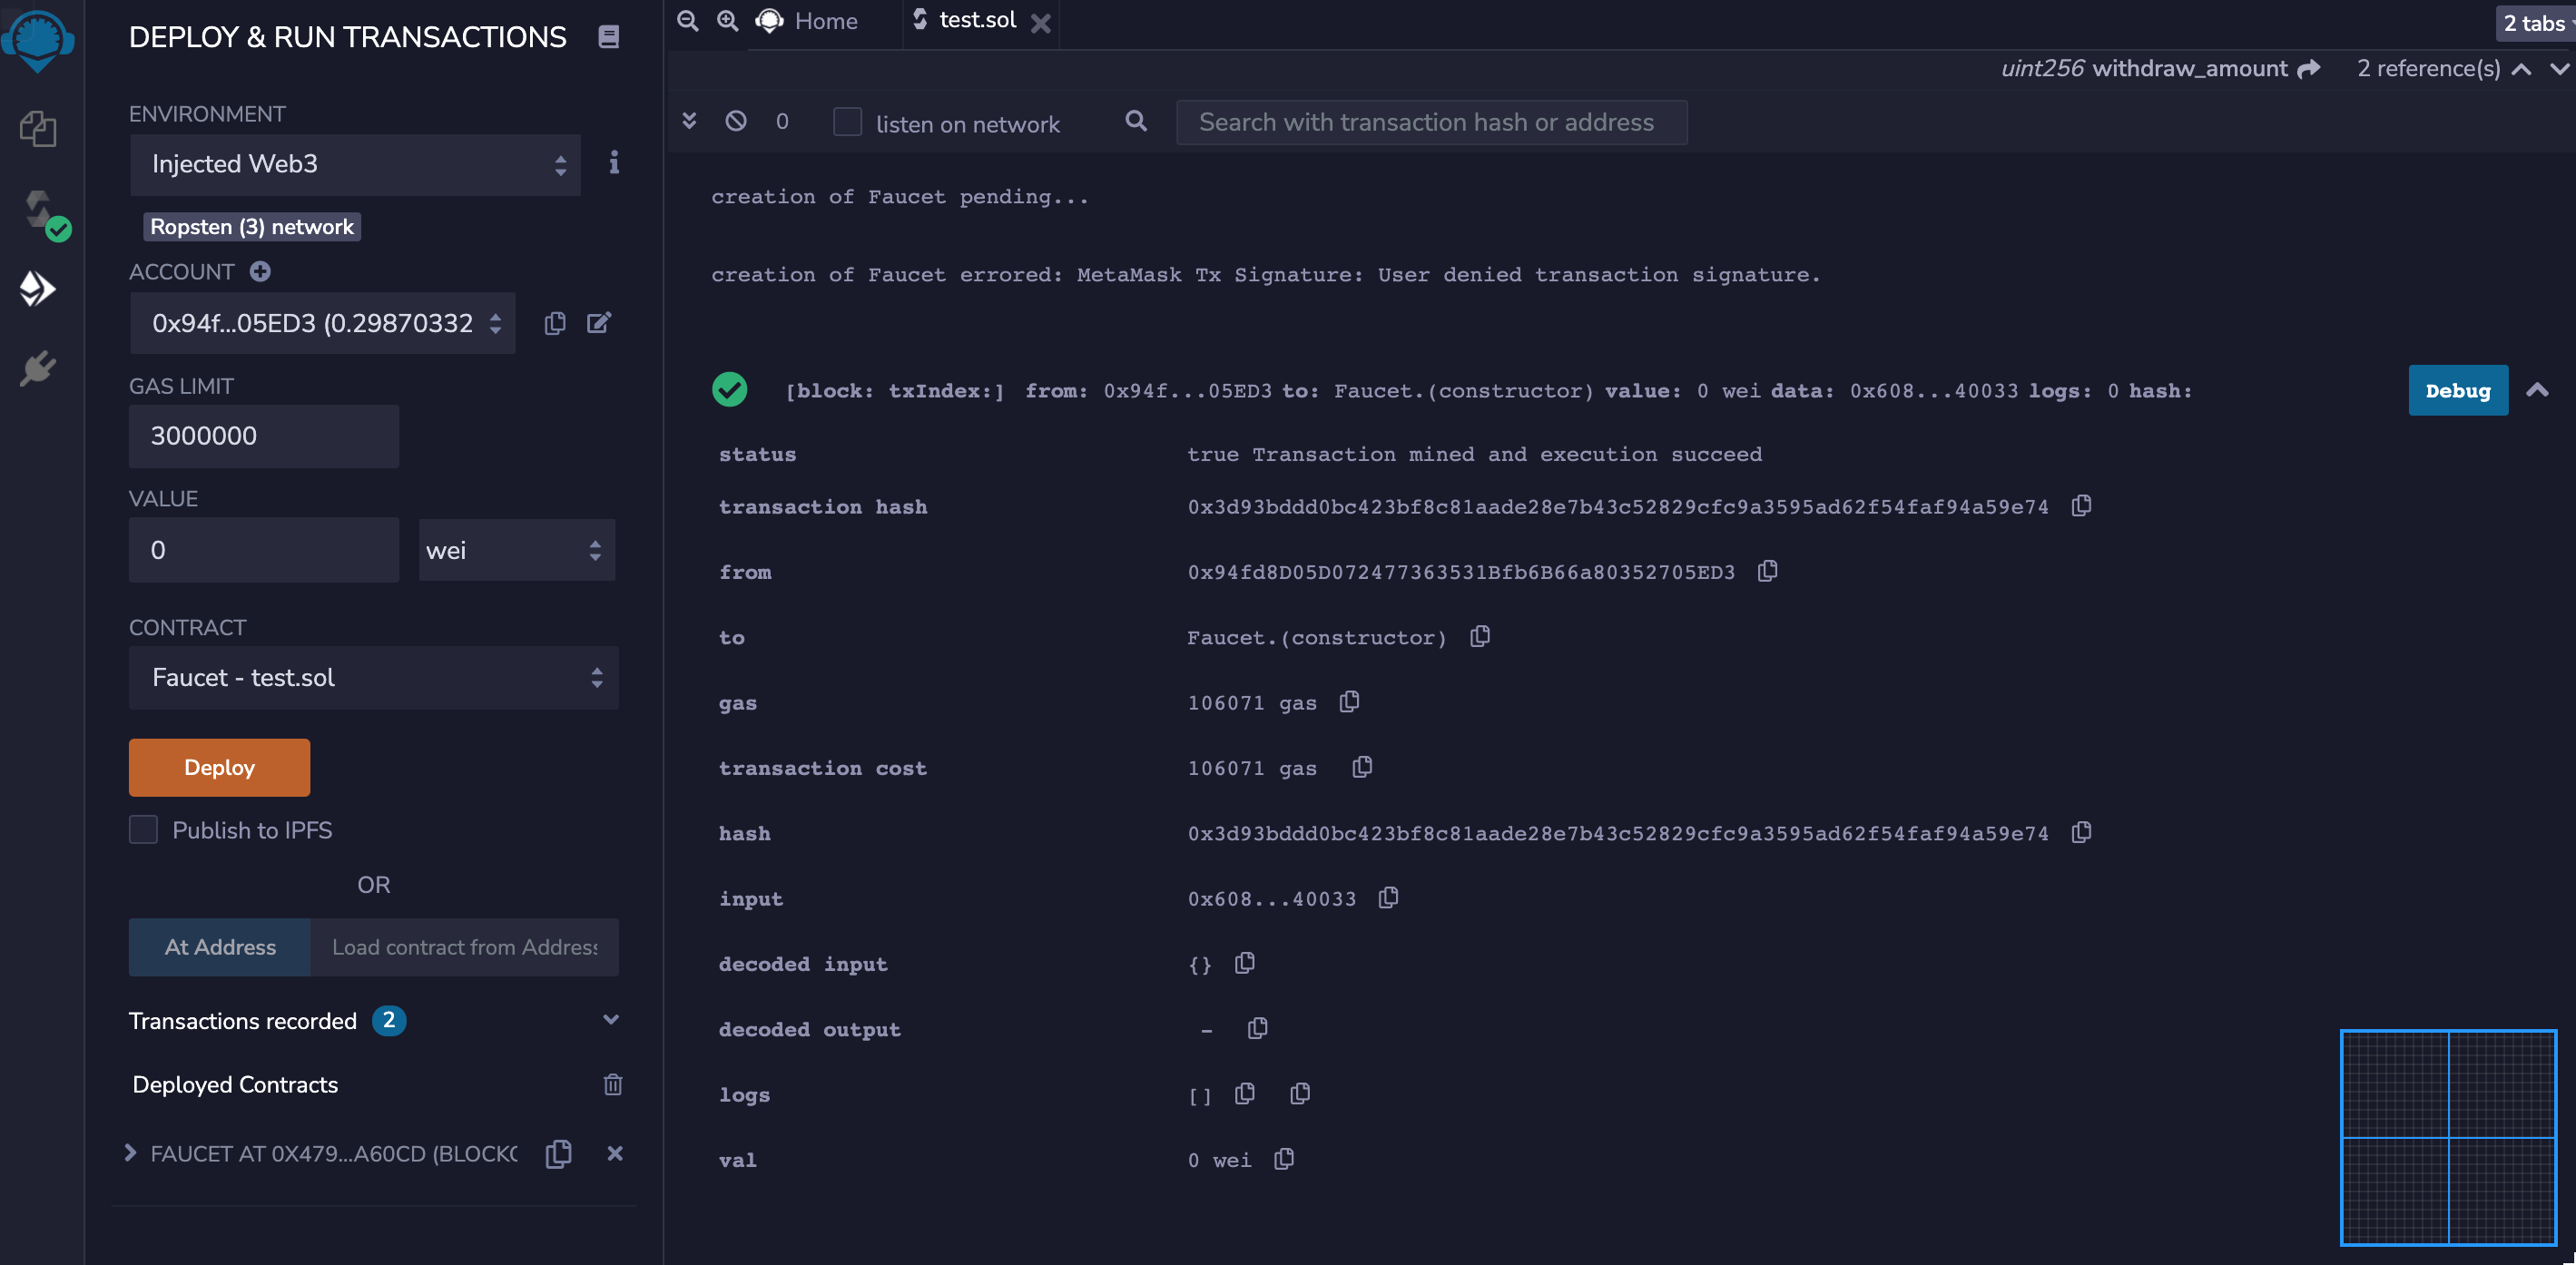 DEPLOY & RUN TRANSACTIONS
ENVIRONMENT
Injected Web3
Ropsten (3) network
ACCOUNT
0x94f...05ED3 (0.29870332
GAS LIMIT
3000000
VALUE
0
wei
CONTRACT
Faucet - test.sol
Deploy
Publish to IPFS
OR
At Address
Load contract from Address
Transactions recorded 2
Deployed Contracts
FAUCET AT 0X479...A60CD (BLOCKC
Home
test.sol
2 tabs
uint256 withdraw_amount 2 reference(s)
0 listen on network Search with transaction hash or address
creation of Faucet pending...
creation of Faucet errored: MetaMask Tx Signature: User denied transaction signature.
[block: txIndex:] from: 0x94f...05ED3 to: Faucet.(constructor) value: 0 wei data: 0x608...40033 logs: 0 hash:
Debug
status true Transaction mined and execution succeed
transaction hash 0x3d93bddd0bc423bf8c81aade28e7b43c52829cfc9a3595ad62f54faf94a59e74
from 0x94fd8D05D072477363531Bfb6B66a80352705ED3
to Faucet.(constructor)
gas 106071 gas
transaction cost 106071 gas
hash 0x3d93bddd0bc423bf8c81aade28e7b43c52829cfc9a3595ad62f54faf94a59e74
input 0x608...40033
decoded input {}
decoded output -
logs []
val 0 wei